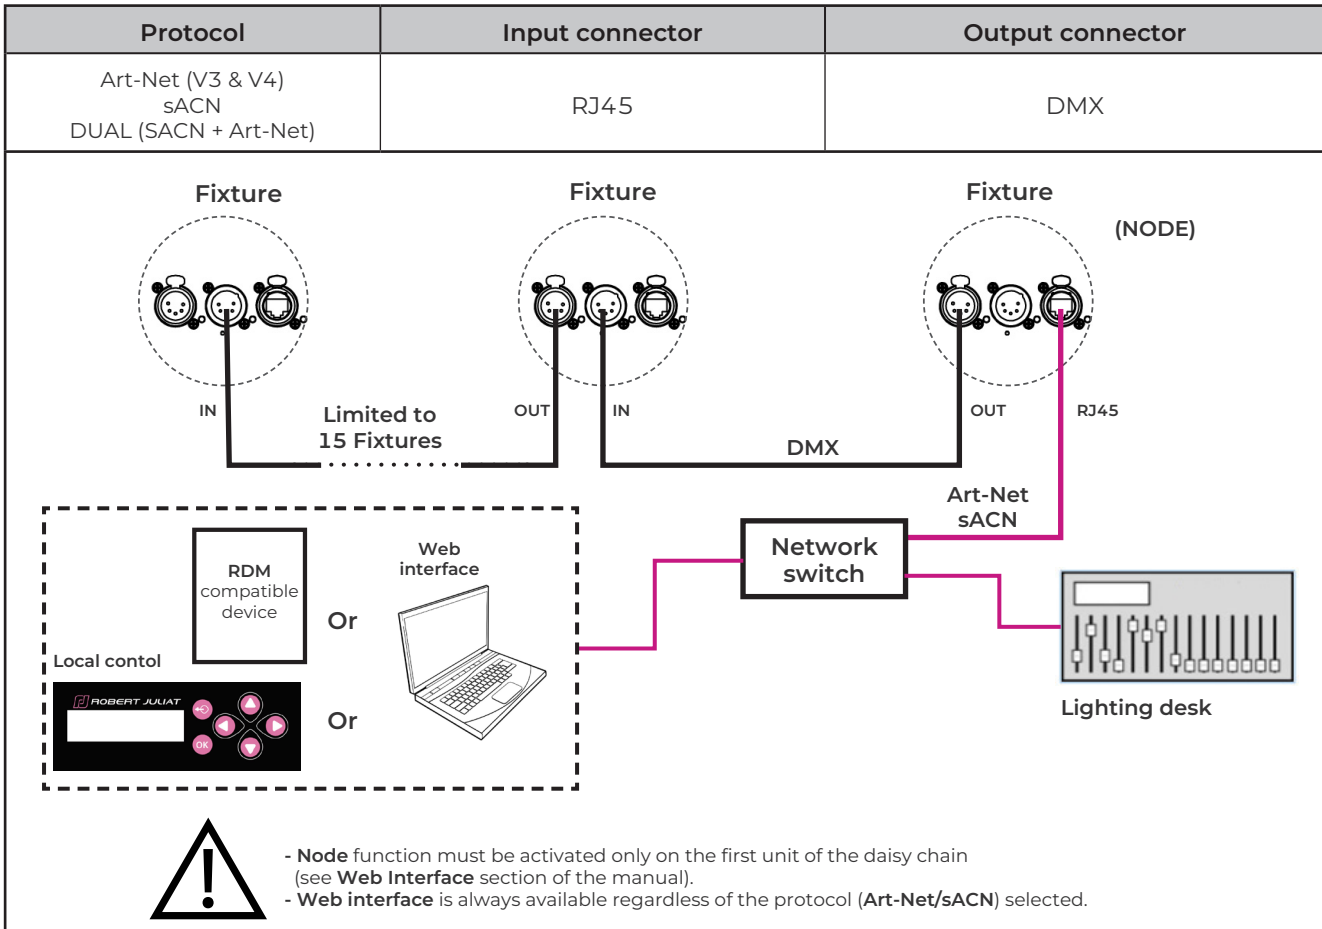 Protocol
Input connector
Output connector
Art-Net (V3 & V4)
sACN
DUAL (SACN + Art-Net)
RJ45
DMX
Fixture
Fixture
Fixture
(NODE)
IN
Limited to
15 Fixtures
OUT
IN
DMX
OUT
RJ45
Art-Net
sACN
Network
switch
RDM
compatible
device
Or
Web
interface
Local contol
ROBERT JULIAT
OK
Or
Lighting desk
- Node function must be activated only on the first unit of the daisy chain
(see Web Interface section of the manual).
- Web interface is always available regardless of the protocol (Art-Net/sACN) selected.